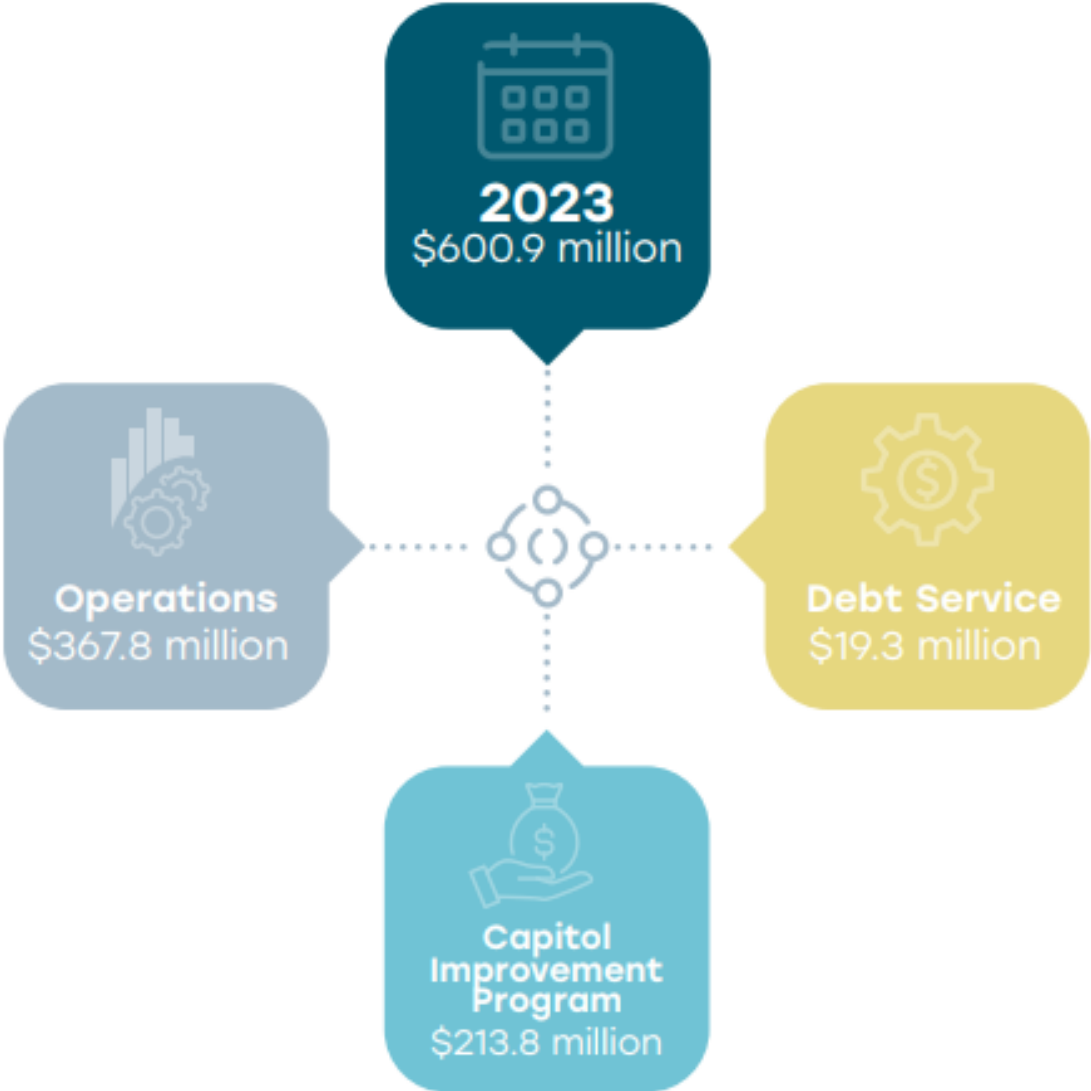 2023
$600.9 million
Operations
$367.8 million
Debt Service
$19.3 million
Capitol
Improvement
Program
$213.8 million